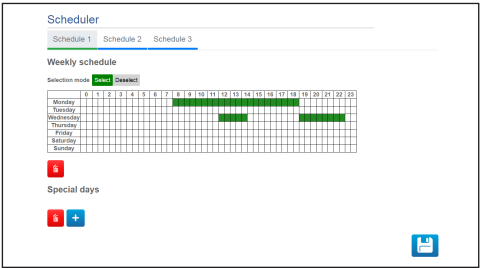 Scheduler
Schedule 1 Schedule 2 Schedule 3
Weekly schedule
Selection mode Select Deselect
0 1 2 3 4 5 6 7 8 9 10 11 12 13 14 15 16 17 18 19 20 21 22 23
Monday
Tuesday
Wednesday
Thursday
Friday
Saturday
Sunday
Special days